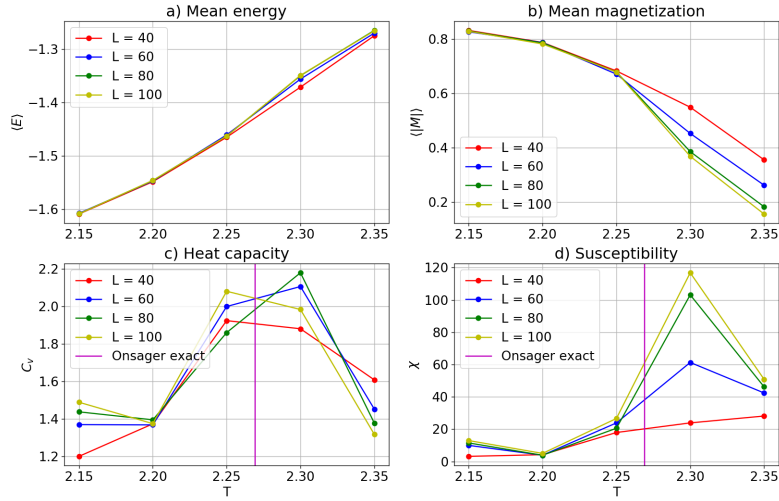 a) Mean energy
⟨E⟩
−1.3
−1.4
−1.5
−1.6
L = 40
L = 60
L = 80
L = 100
2.15 2.20 2.25 2.30 2.35
b) Mean magnetization
⟨|M|⟩
0.8
0.6
0.4
0.2
L = 40
L = 60
L = 80
L = 100
2.15 2.20 2.25 2.30 2.35
c) Heat capacity
C_v
2.2
2.0
1.8
1.6
1.4
1.2
L = 40
L = 60
L = 80
L = 100
Onsager exact
2.15 2.20 2.25 2.30 2.35
T
d) Susceptibility
χ
120
100
80
60
40
20
0
L = 40
L = 60
L = 80
L = 100
Onsager exact
2.15 2.20 2.25 2.30 2.35
T